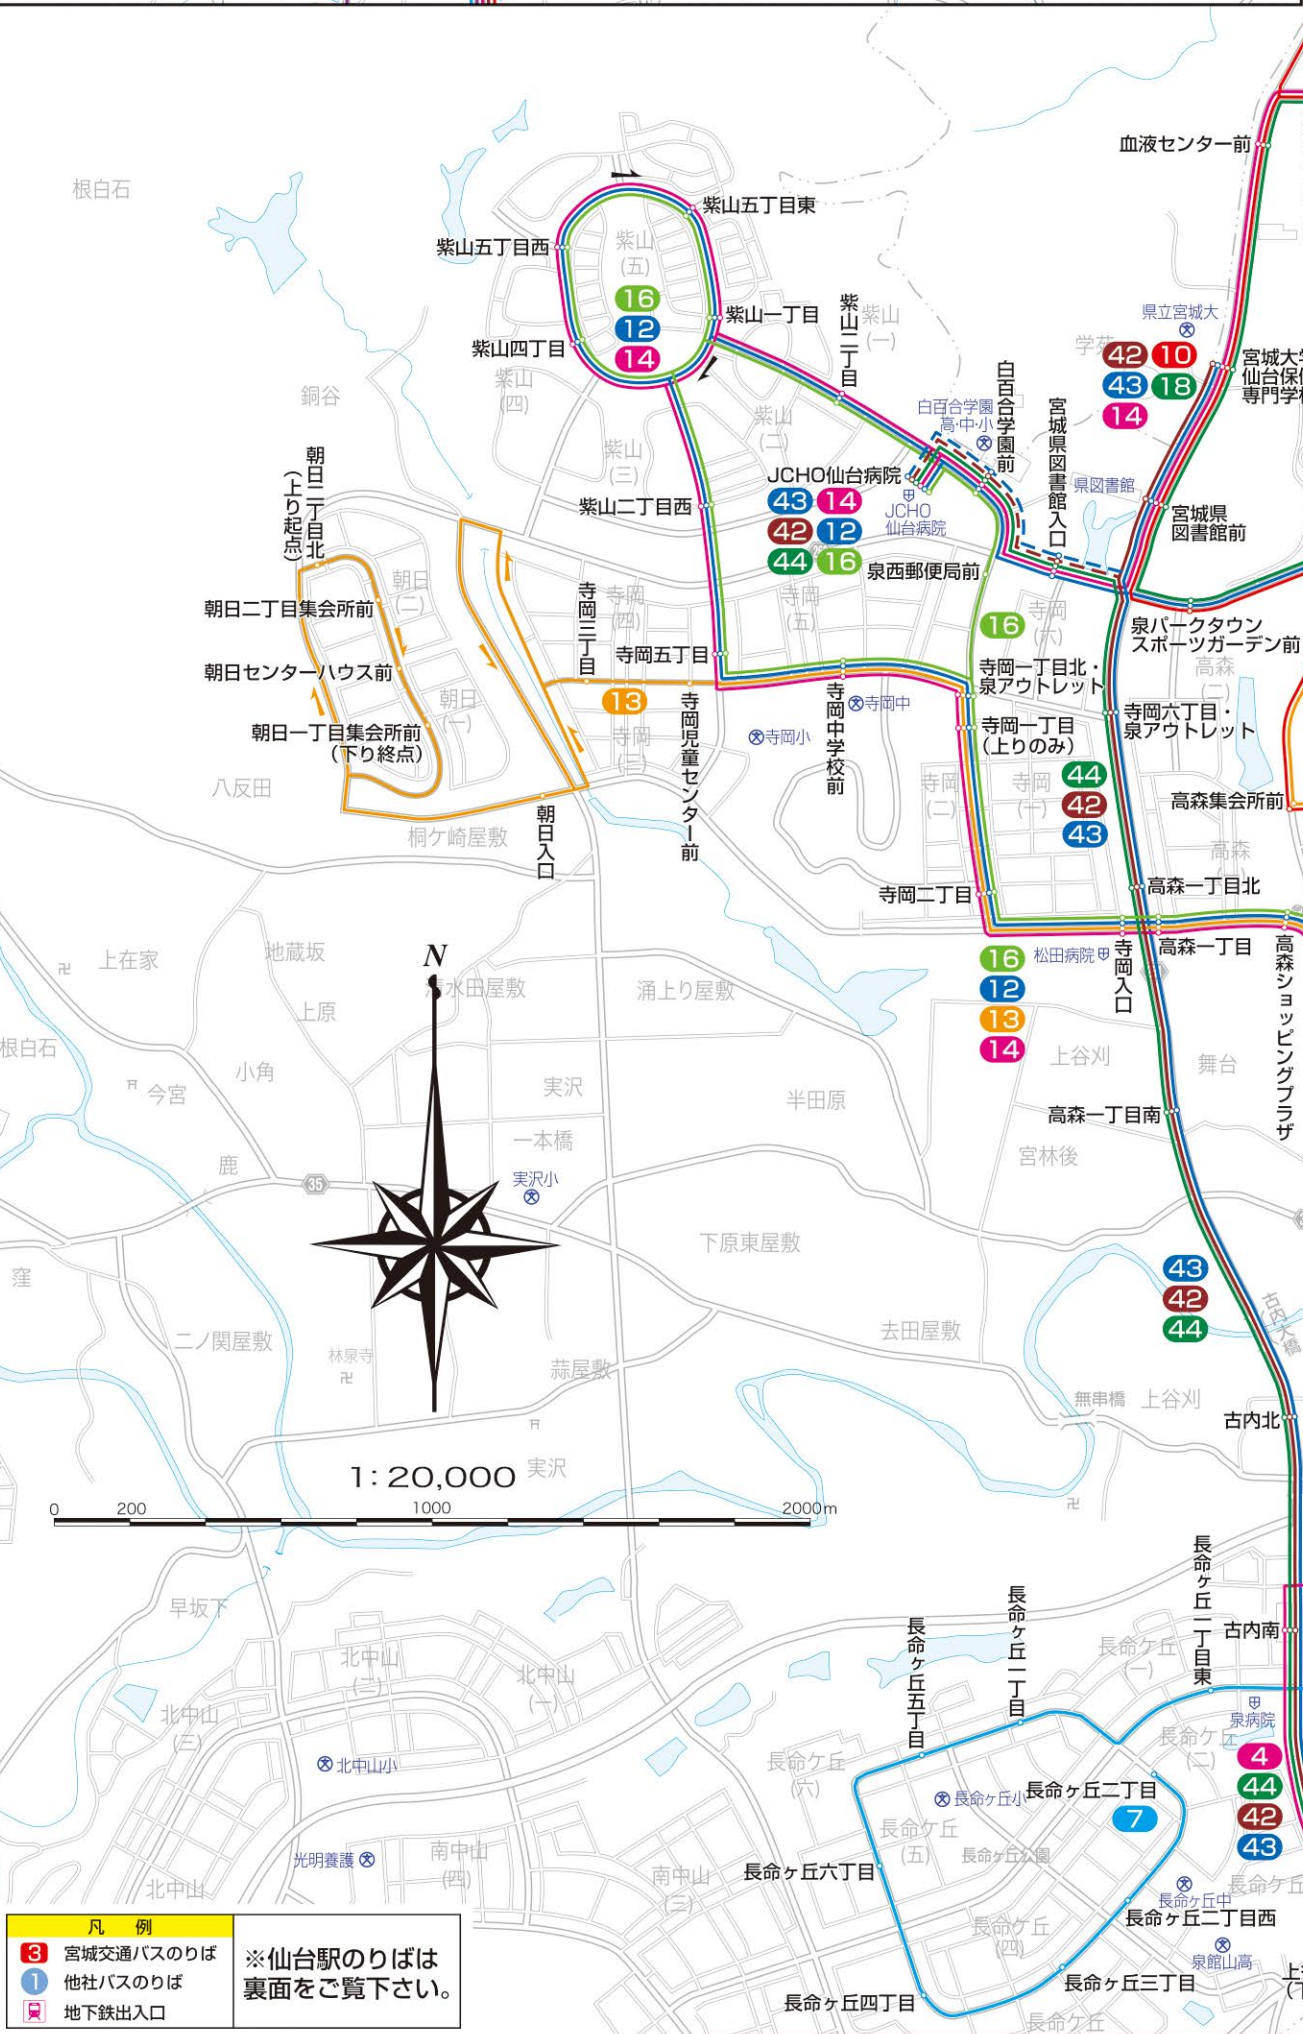 血液センター前
根白石
紫山五丁目東
紫山五丁目西
紫山
(五)
16
12
14
紫山一丁目
紫山四丁目
紫山
(四)
紫山二丁目
紫山
(一)
県立宮城大
学苑
42 10
43 18
14
宮城大学
仙台保健
専門学校
銅谷
紫山
(二)
紫山
(三)
白百合学園
高・中・小
白百合学園前
宮城県図書館入口
県図書館
宮城県
図書館前
JCHO仙台病院
43 14
42 12
44 16
JCHO
仙台病院
紫山二丁目西
朝日二丁目北
(上り起点)
朝日
(二)
朝日二丁目集会所前
朝日センターハウス前
朝日
(一)
朝日一丁目集会所前
(下り終点)
寺岡三丁目
寺岡
(四)
寺岡五丁目
13
寺岡
(三)
寺岡児童センター前
寺岡
(五)
泉西郵便局前
16
寺岡
(六)
泉パークタウン
スポーツガーデン前
高森
(二)
寺岡一丁目北・
泉アウトレット
寺岡中
寺岡小
寺岡中学校前
寺岡一丁目
(上りのみ)
寺岡六丁目・
泉アウトレット
寺岡
(二)
寺岡
(一)
44
42
43
高森集会所前
高森
八反田
桐ケ崎屋敷
朝日入口
寺岡二丁目
高森一丁目北
16
12
13
14
松田病院
寺岡入口
高森一丁目
高森ショッピングプラザ
上在家
地蔵坂
上原
N
清水田屋敷
涌上り屋敷
根白石
今宮
小角
実沢
半田原
上谷刈
舞台
高森一丁目南
一本橋
宮林後
鹿
35
実沢小
下原東屋敷
窪
43
42
44
古内大橋
二ノ関屋敷
去田屋敷
林泉寺
蒜屋敷
無串橋
上谷刈
古内北
1：20,000
実沢
0 200 1000 2000m
早坂下
長命ヶ丘一丁目東
長命ヶ丘一丁目
長命ヶ丘五丁目
長命ケ丘
(一)
古内南
北中山
(二)
北中山
(一)
北中山
(三)
泉病院
長命ケ丘
(二)
4
44
42
43
北中山小
長命ケ丘
(六)
長命ヶ丘小
長命ヶ丘二丁目
7
長命ケ丘
(五)
長命ヶ丘公園
光明養護
南中山
(四)
南中山
(三)
長命ヶ丘六丁目
長命ヶ丘中
長命ケ丘
長命ヶ丘二丁目西
北中山
長命ケ丘
(四)
泉館山高
長命ヶ丘三丁目
長命ヶ丘四丁目
長命ケ丘
凡 例
3 宮城交通バスのりば
1 他社バスのりば
地下鉄出入口
※仙台駅のりばは
裏面をご覧下さい。